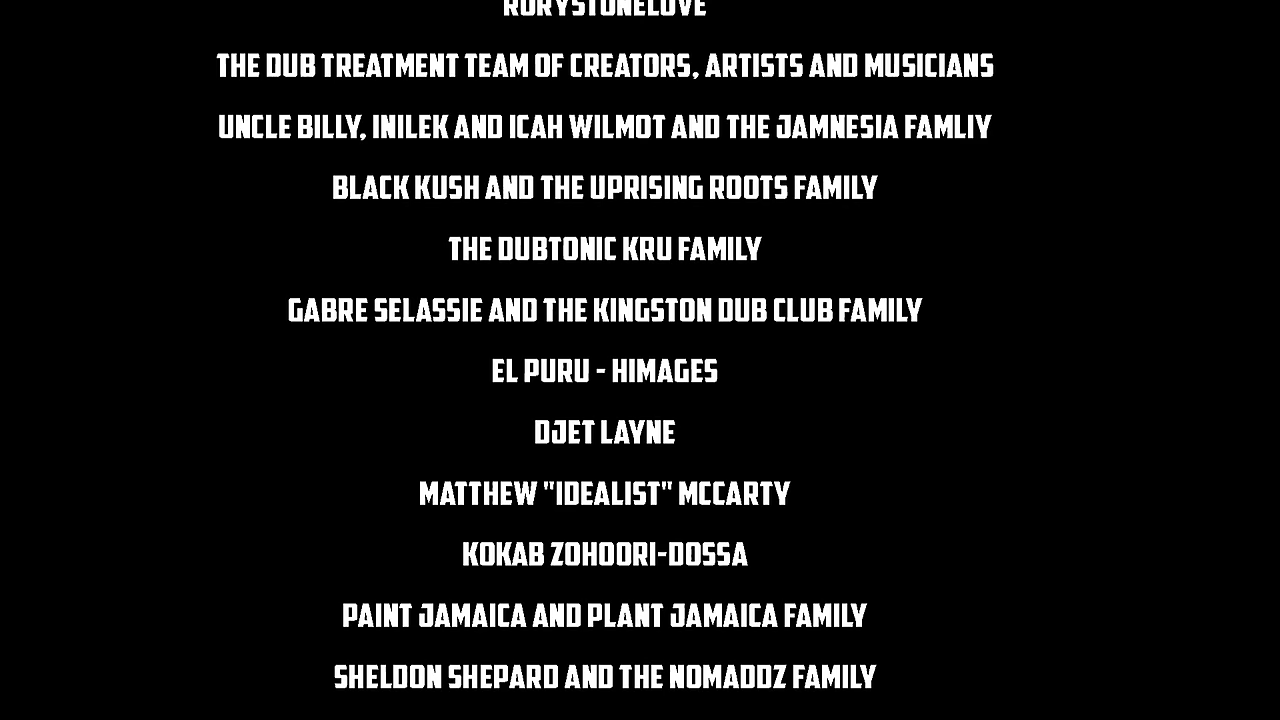 RORYSTONELOVE
THE DUB TREATMENT TEAM OF CREATORS, ARTISTS AND MUSICIANS
UNCLE BILLY, INILEK AND ICAH WILMOT AND THE JAMNESIA FAMLIY
BLACK KUSH AND THE UPRISING ROOTS FAMILY
THE DUBTONIC KRU FAMILY
GABRE SELASSIE AND THE KINGSTON DUB CLUB FAMILY
EL PURU - HIMAGES
DJET LAYNE
MATTHEW "IDEALIST" MCCARTY
KOKAB ZOHOORI-DOSSA
PAINT JAMAICA AND PLANT JAMAICA FAMILY
SHELDON SHEPARD AND THE NOMADDZ FAMILY